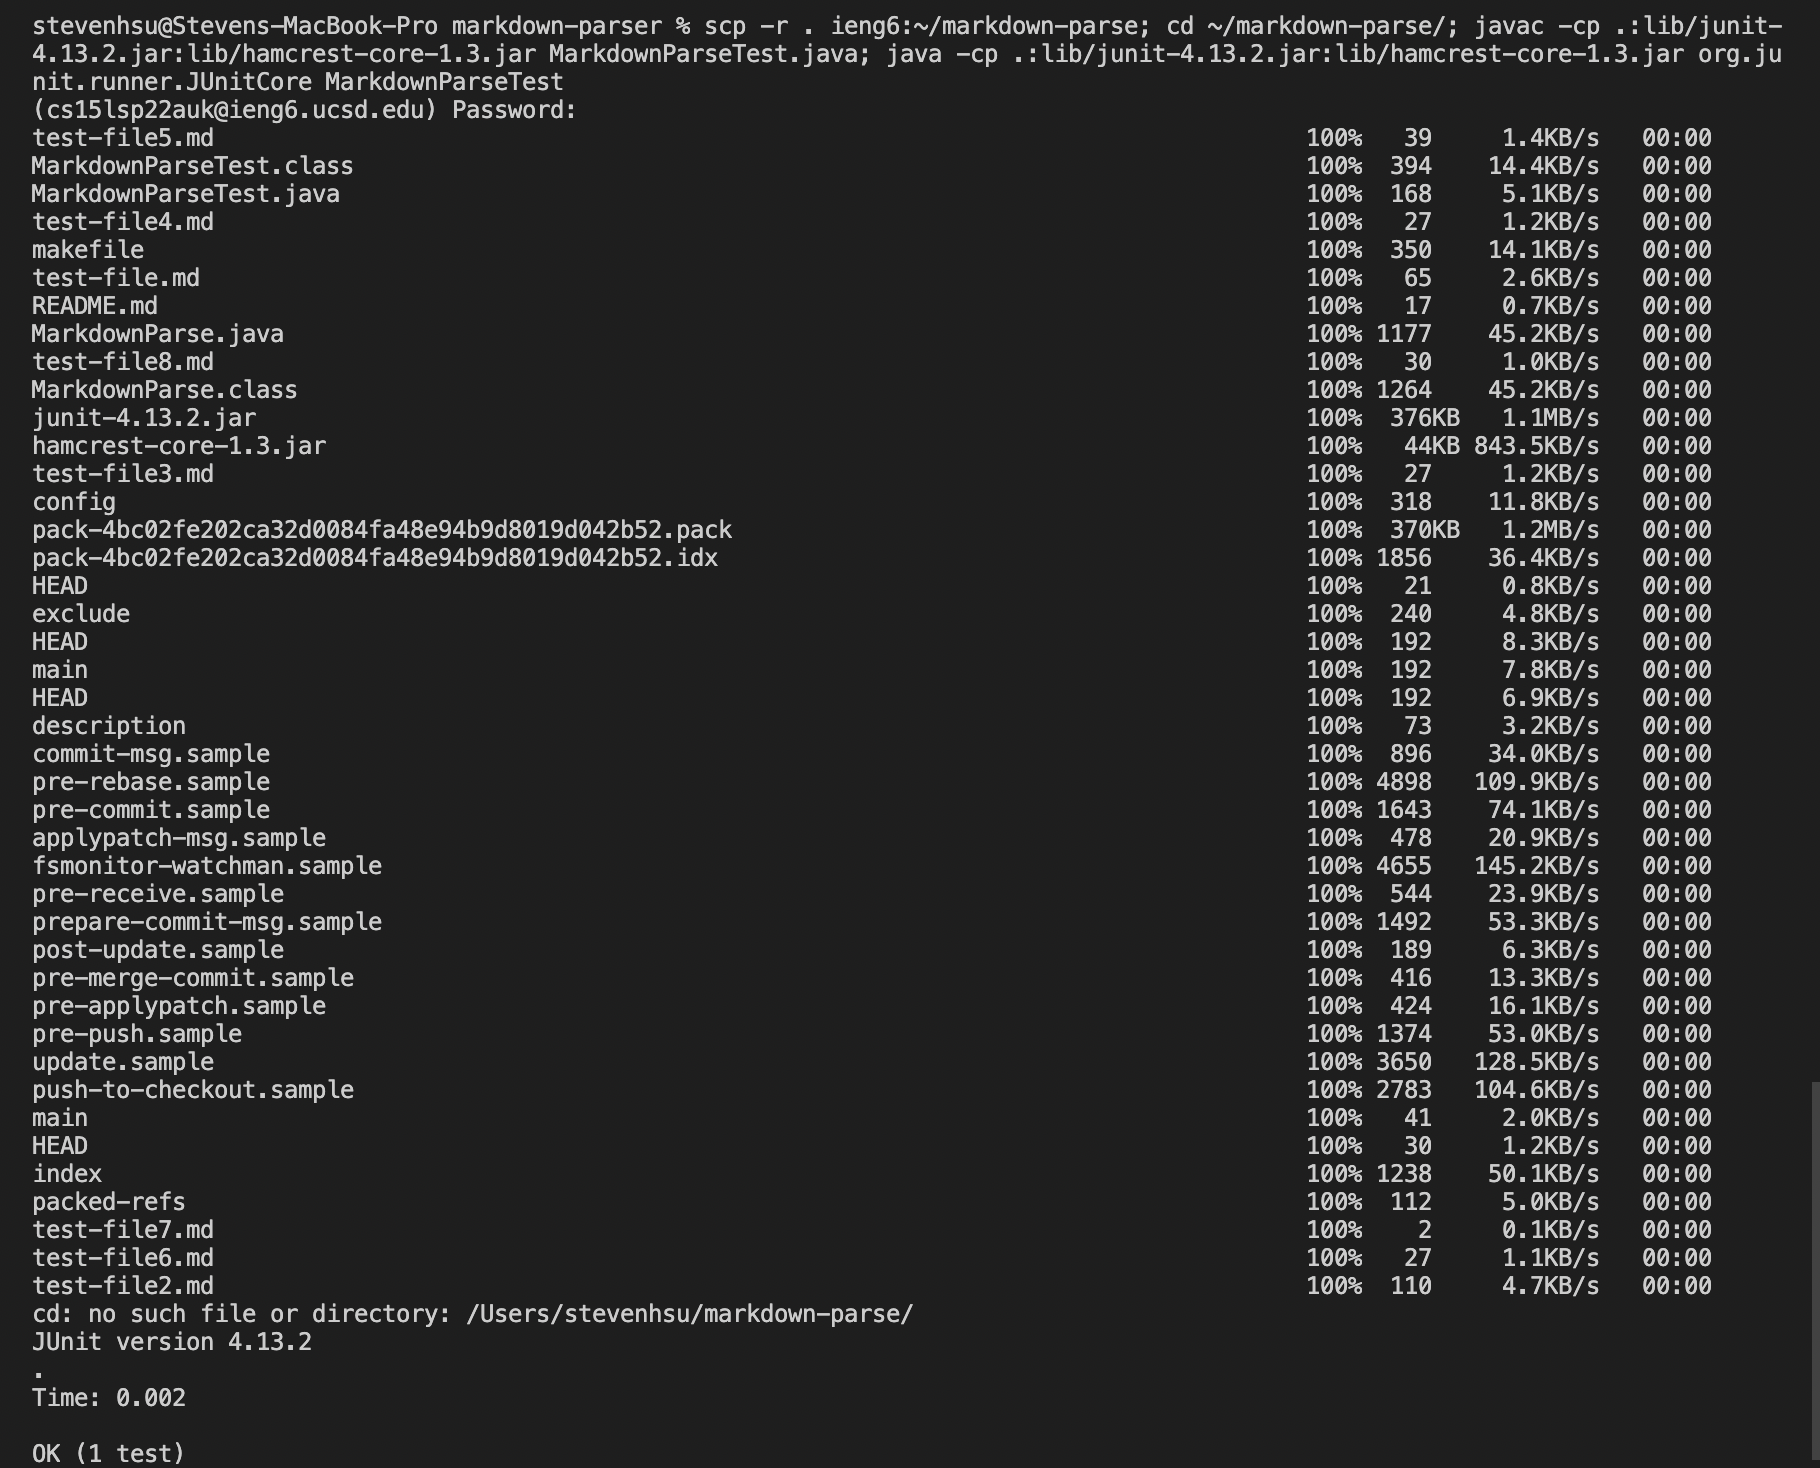 stevenhsu@Stevens-MacBook-Pro markdown-parser % scp -r . ieng6:~/markdown-parse; cd ~/markdown-parse/; javac -cp .:lib/junit-
4.13.2.jar:lib/hamcrest-core-1.3.jar MarkdownParseTest.java; java -cp .:lib/junit-4.13.2.jar:lib/hamcrest-core-1.3.jar org.ju
nit.runner.JUnitCore MarkdownParseTest
(cs15lsp22auk@ieng6.ucsd.edu) Password:
test-file5.md 100% 39 1.4KB/s 00:00
MarkdownParseTest.class 100% 394 14.4KB/s 00:00
MarkdownParseTest.java 100% 168 5.1KB/s 00:00
test-file4.md 100% 27 1.2KB/s 00:00
makefile 100% 350 14.1KB/s 00:00
test-file.md 100% 65 2.6KB/s 00:00
README.md 100% 17 0.7KB/s 00:00
MarkdownParse.java 100% 1177 45.2KB/s 00:00
test-file8.md 100% 30 1.0KB/s 00:00
MarkdownParse.class 100% 1264 45.2KB/s 00:00
junit-4.13.2.jar 100% 376KB 1.1MB/s 00:00
hamcrest-core-1.3.jar 100% 44KB 843.5KB/s 00:00
test-file3.md 100% 27 1.2KB/s 00:00
config 100% 318 11.8KB/s 00:00
pack-4bc02fe202ca32d0084fa48e94b9d8019d042b52.pack 100% 370KB 1.2MB/s 00:00
pack-4bc02fe202ca32d0084fa48e94b9d8019d042b52.idx 100% 1856 36.4KB/s 00:00
HEAD 100% 21 0.8KB/s 00:00
exclude 100% 240 4.8KB/s 00:00
HEAD 100% 192 8.3KB/s 00:00
main 100% 192 7.8KB/s 00:00
HEAD 100% 192 6.9KB/s 00:00
description 100% 73 3.2KB/s 00:00
commit-msg.sample 100% 896 34.0KB/s 00:00
pre-rebase.sample 100% 4898 109.9KB/s 00:00
pre-commit.sample 100% 1643 74.1KB/s 00:00
applypatch-msg.sample 100% 478 20.9KB/s 00:00
fsmonitor-watchman.sample 100% 4655 145.2KB/s 00:00
pre-receive.sample 100% 544 23.9KB/s 00:00
prepare-commit-msg.sample 100% 1492 53.3KB/s 00:00
post-update.sample 100% 189 6.3KB/s 00:00
pre-merge-commit.sample 100% 416 13.3KB/s 00:00
pre-applypatch.sample 100% 424 16.1KB/s 00:00
pre-push.sample 100% 1374 53.0KB/s 00:00
update.sample 100% 3650 128.5KB/s 00:00
push-to-checkout.sample 100% 2783 104.6KB/s 00:00
main 100% 41 2.0KB/s 00:00
HEAD 100% 30 1.2KB/s 00:00
index 100% 1238 50.1KB/s 00:00
packed-refs 100% 112 5.0KB/s 00:00
test-file7.md 100% 2 0.1KB/s 00:00
test-file6.md 100% 27 1.1KB/s 00:00
test-file2.md 100% 110 4.7KB/s 00:00
cd: no such file or directory: /Users/stevenhsu/markdown-parse/
JUnit version 4.13.2
.
Time: 0.002
OK (1 test)